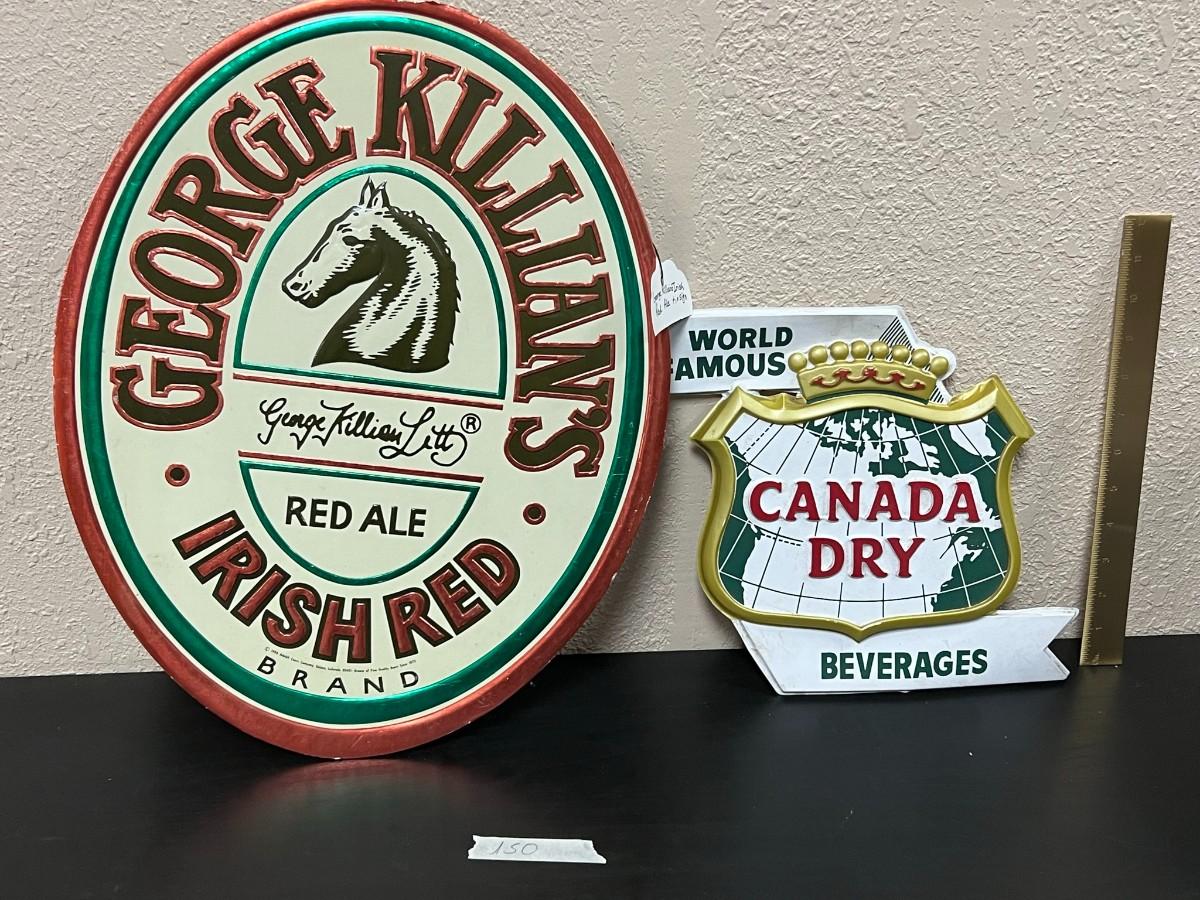 GEORGE KILLIAN'S
George Killian Lett®
RED ALE
IRISH RED
BRAND
WORLD
FAMOUS
CANADA
DRY
BEVERAGES
150